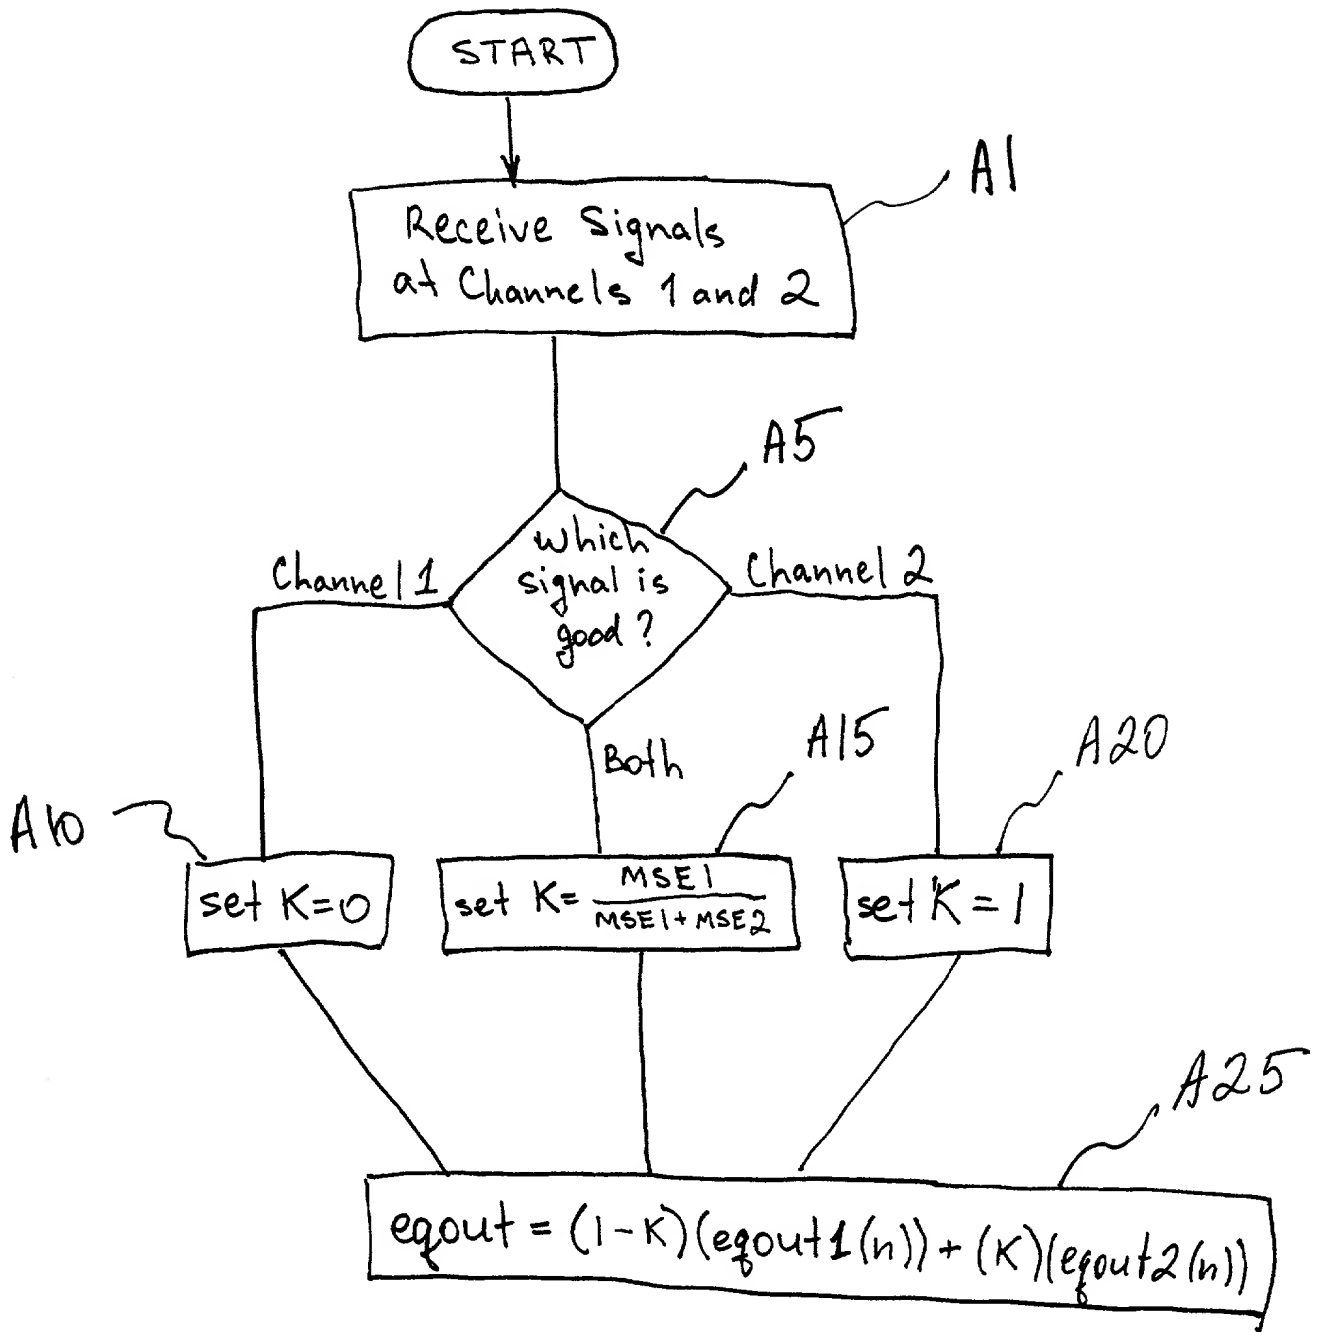 START
A1
Receive Signals
at Channels 1 and 2
A5
Which
signal is
good?
Channel 1
Channel 2
Both
A15
A20
A10
set K=0
set K= MSE1
MSE1+MSE2
set K=1
A25
eqout = (1-K)(eqout1(n)) + (K)(eqout2(n))